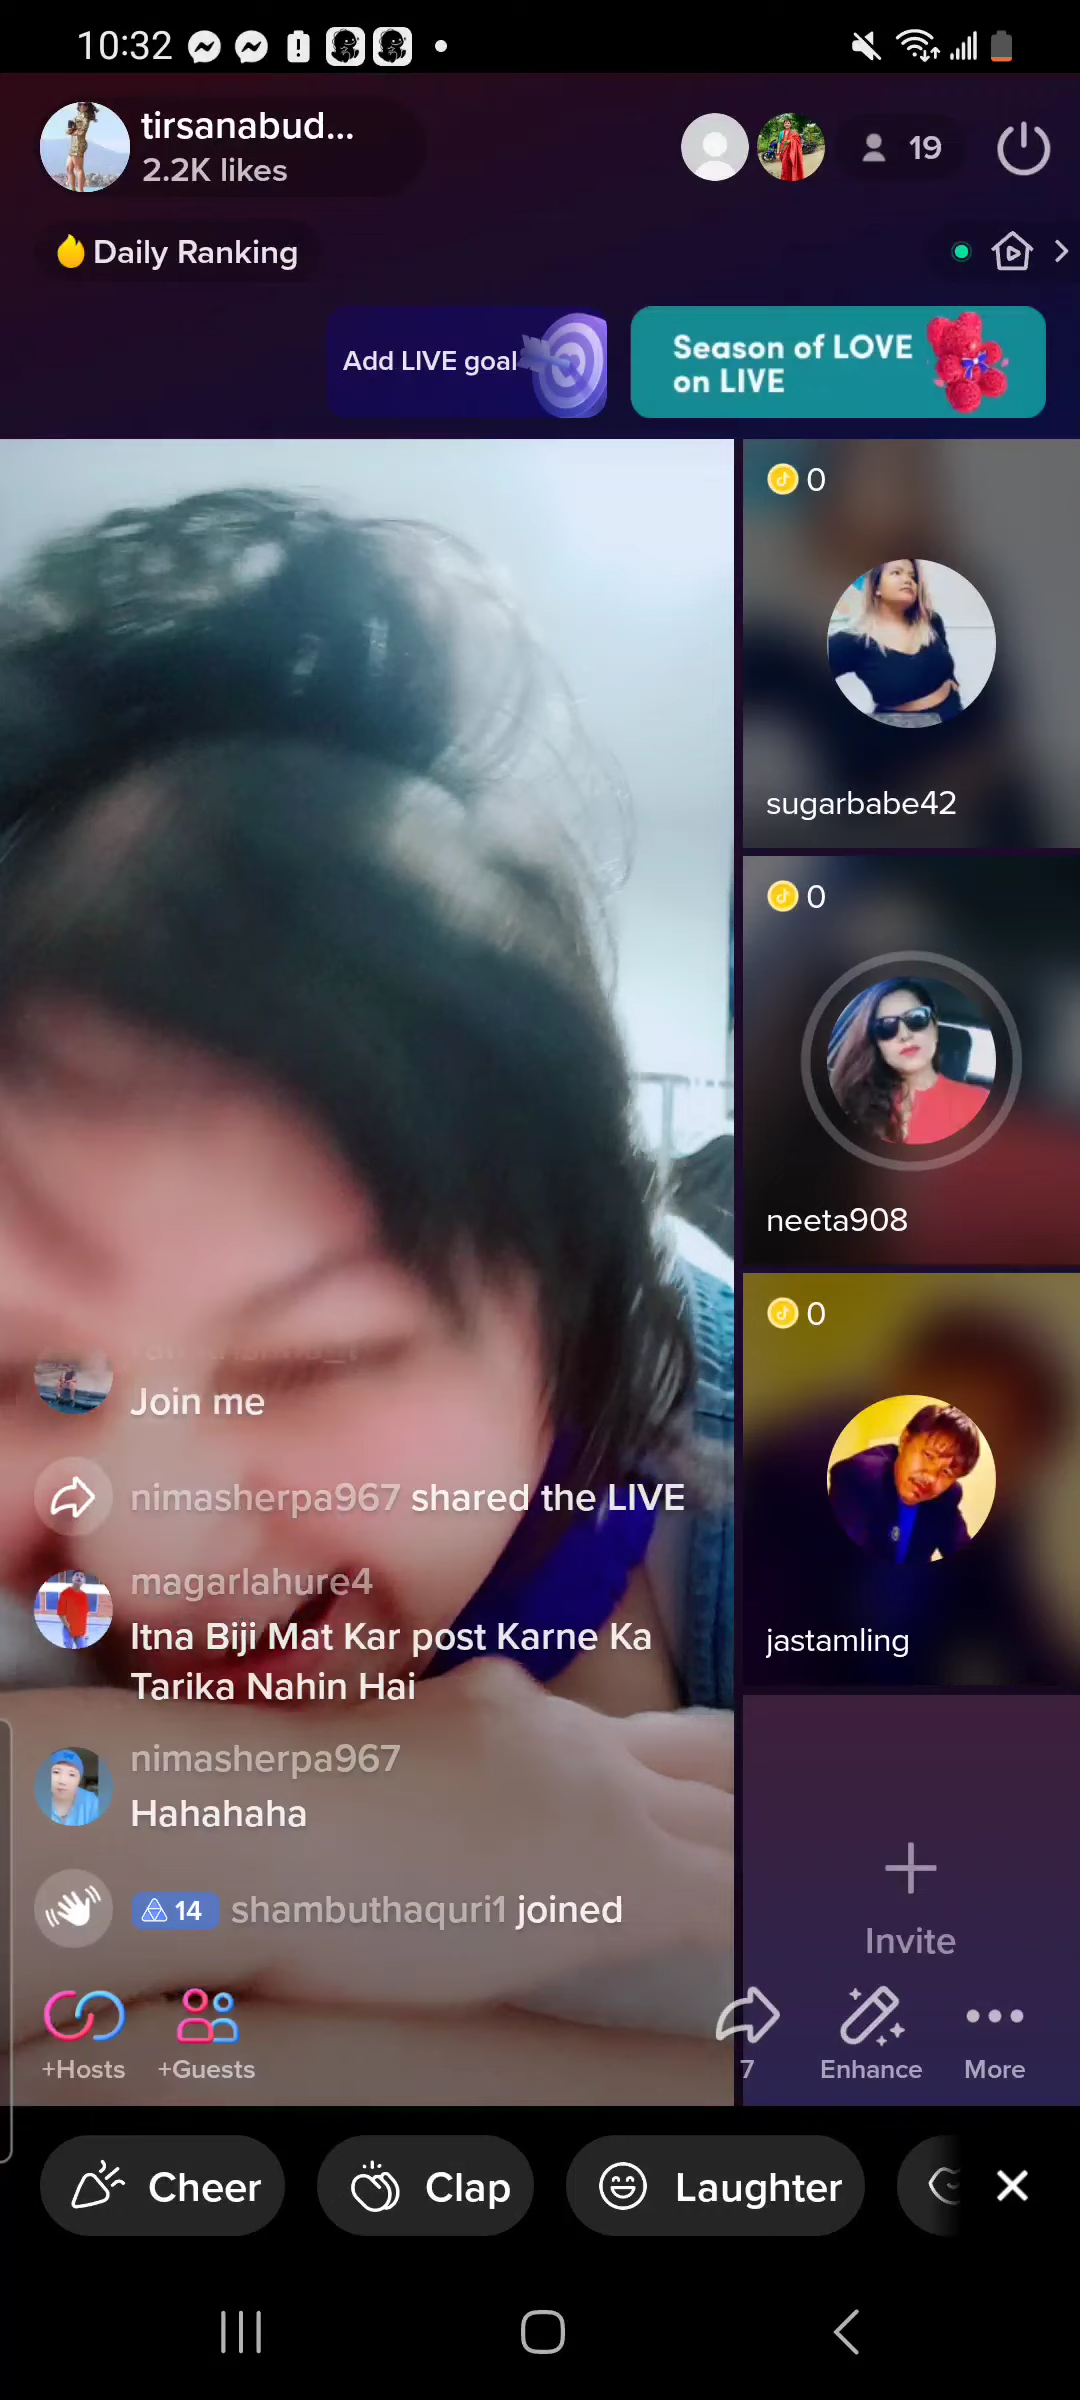 10:32
tirsanabud...
2.2K likes
19
Daily Ranking
Add LIVE goal
Season of LOVE
on LIVE
0
sugarbabe42
0
neeta908
0
jastamling
Join me
nimasherpa967 shared the LIVE
magarlahure4
Itna Biji Mat Kar post Karne Ka
Tarika Nahin Hai
nimasherpa967
Hahahaha
14 shambuthaquri1 joined
Invite
+Hosts
+Guests
7
Enhance
More
Cheer
Clap
Laughter